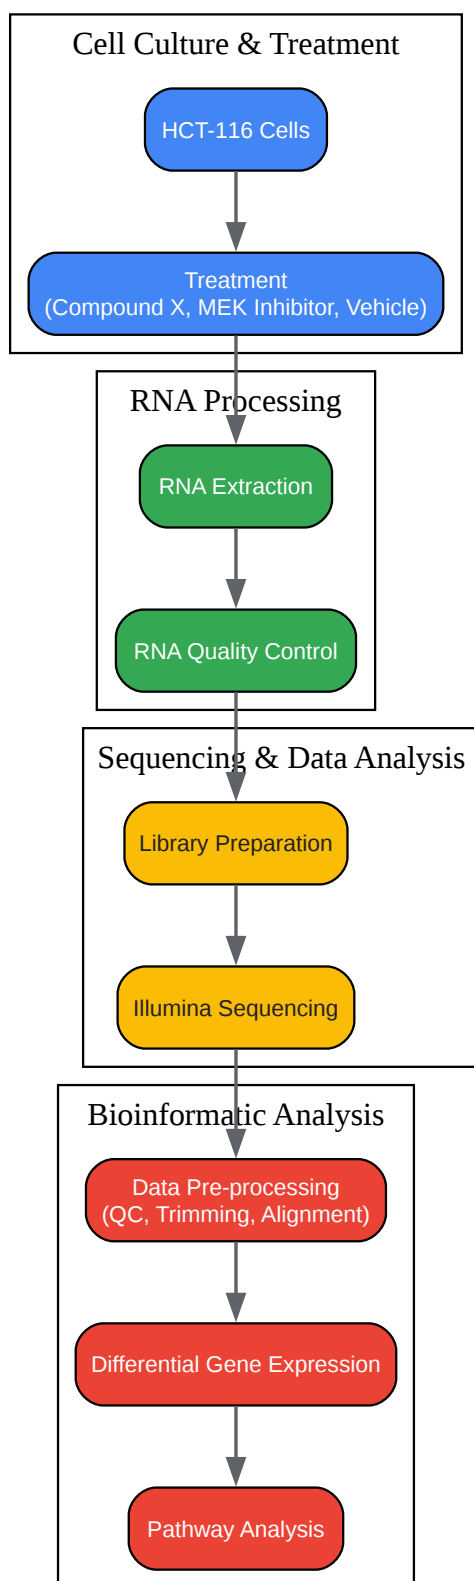 Cell Culture & Treatment
HCT-116 Cells
Treatment
(Compound X, MEK Inhibitor, Vehicle)
RNA Processing
RNA Extraction
RNA Quality Control
Sequencing & Data Analysis
Library Preparation
Illumina Sequencing
Bioinformatic Analysis
Data Pre-processing
(QC, Trimming, Alignment)
Differential Gene Expression
Pathway Analysis